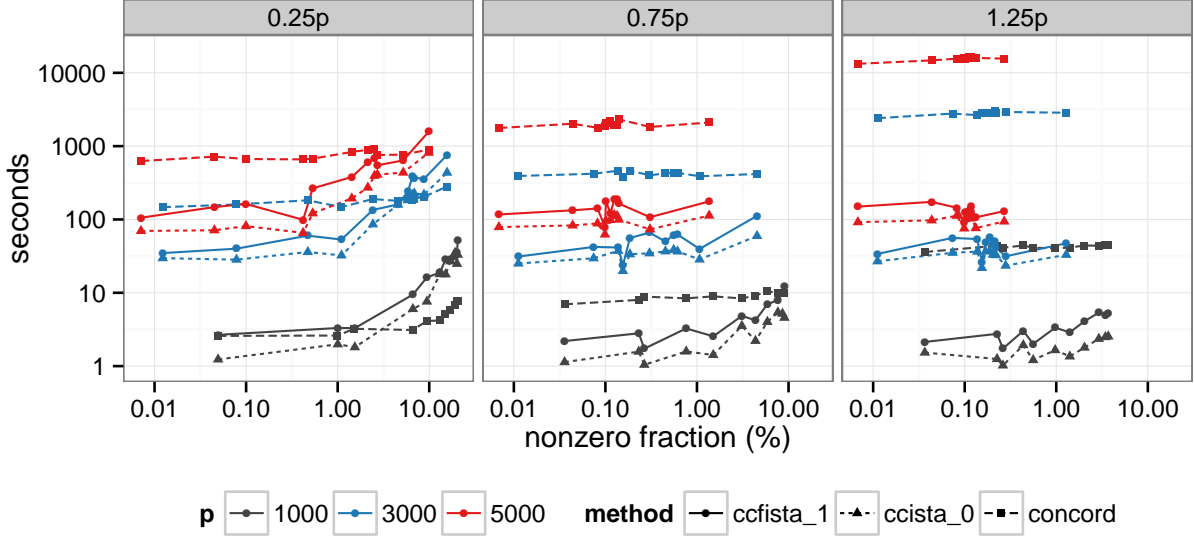 0.25p 0.75p 1.25p
seconds
10000
1000
100
10
1
0.01 0.10 1.00 10.00 0.01 0.10 1.00 10.00 0.01 0.10 1.00 10.00
nonzero fraction (%)
p 1000 3000 5000 method ccfista_1 ccista_0 concord